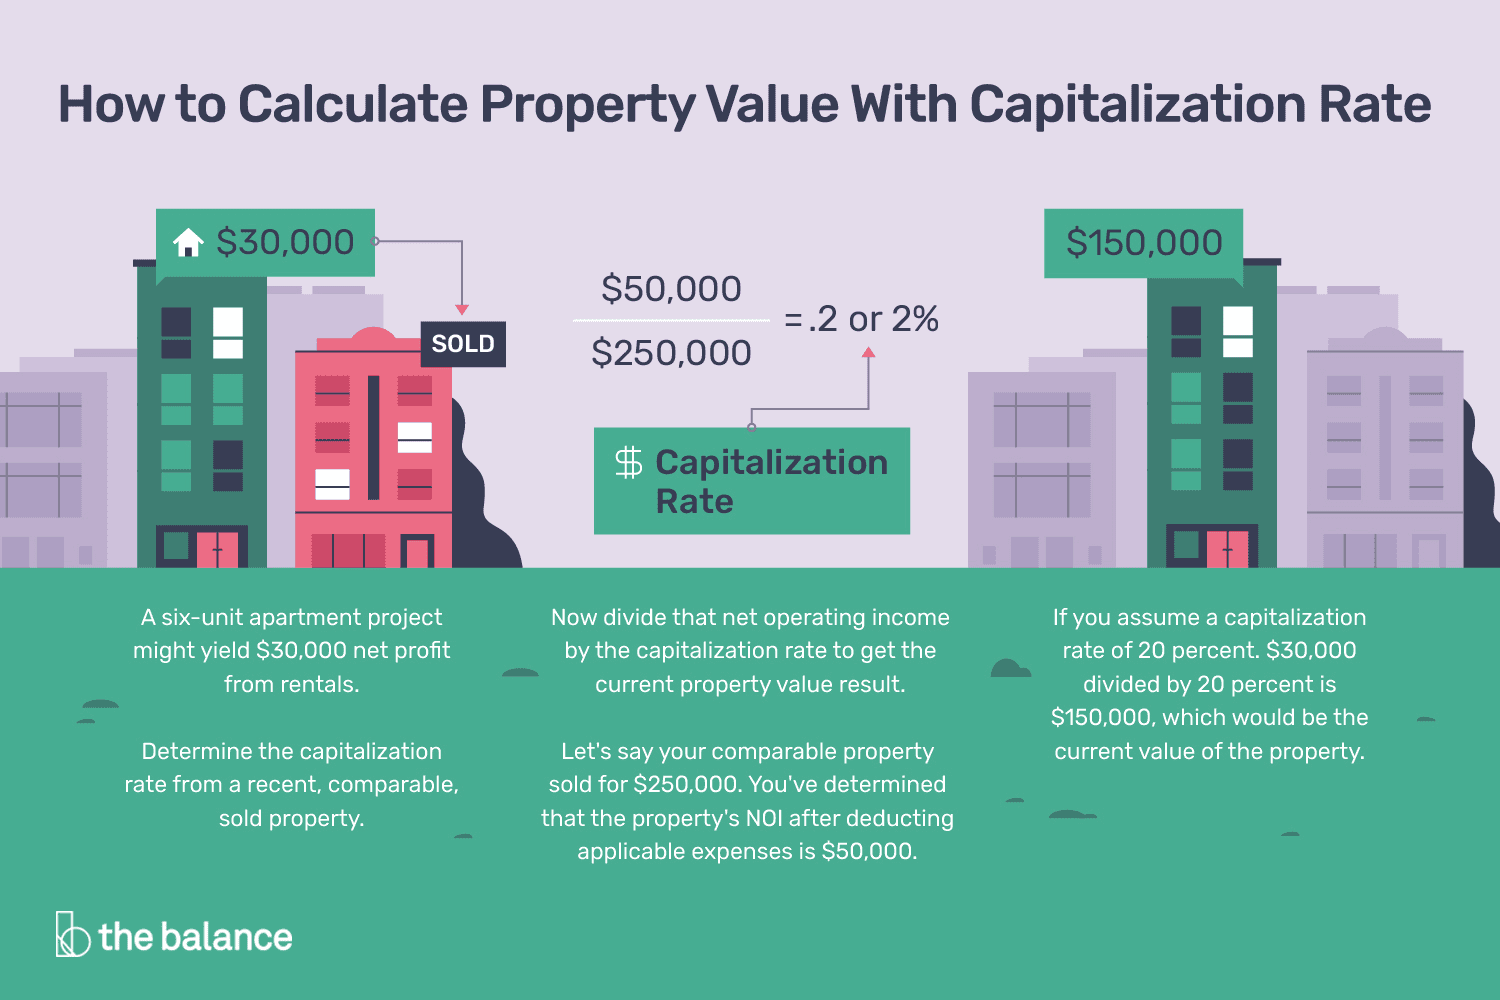 How to Calculate Property Value With Capitalization Rate
$30,000
SOLD
$50,000
$250,000
= .2 or 2%
$ Capitalization
Rate
$150,000
A six-unit apartment project
might yield $30,000 net profit
from rentals.
Determine the capitalization
rate from a recent, comparable,
sold property.
Now divide that net operating income
by the capitalization rate to get the
current property value result.
Let's say your comparable property
sold for $250,000. You've determined
that the property's NOI after deducting
applicable expenses is $50,000.
If you assume a capitalization
rate of 20 percent. $30,000
divided by 20 percent is
$150,000, which would be the
current value of the property.
the balance